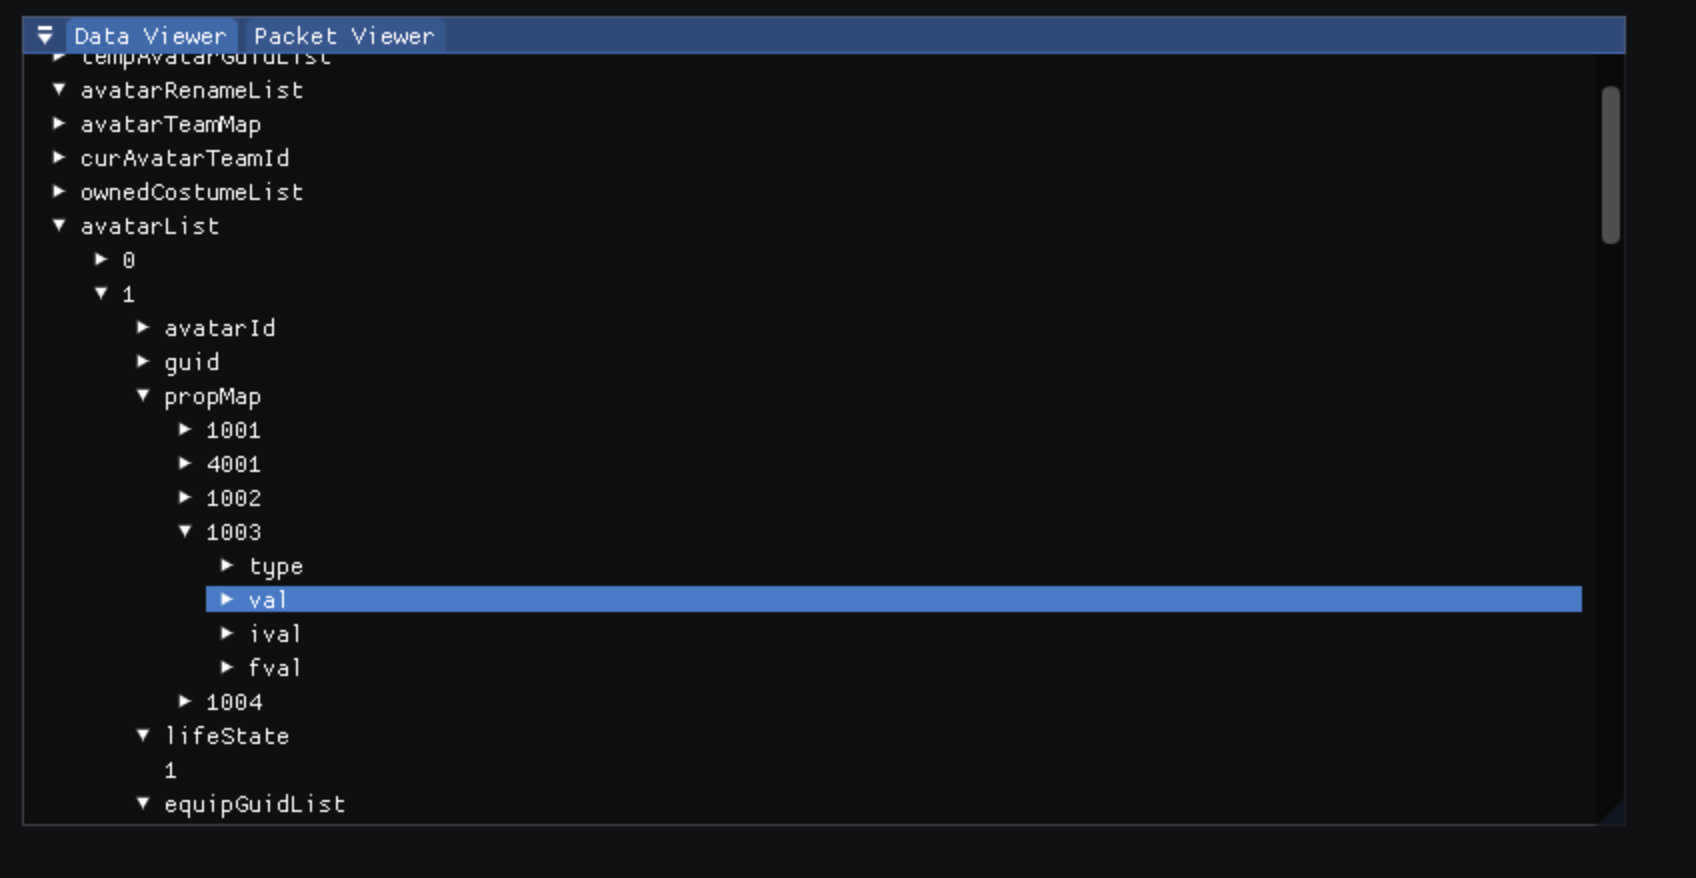 Data Viewer Packet Viewer
tempAvatarGuidList
avatarRenameList
avatarTeamMap
curAvatarTeamId
ownedCostumeList
avatarList
0
1
avatarId
guid
propMap
1001
4001
1002
1003
type
val
ival
fval
1004
lifeState
1
equipGuidList